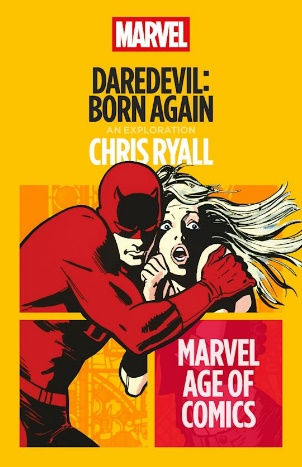 MARVEL
DAREDEVIL:
BORN AGAIN
AN EXPLORATION
CHRIS RYALL
MARVEL
AGE OF
COMICS